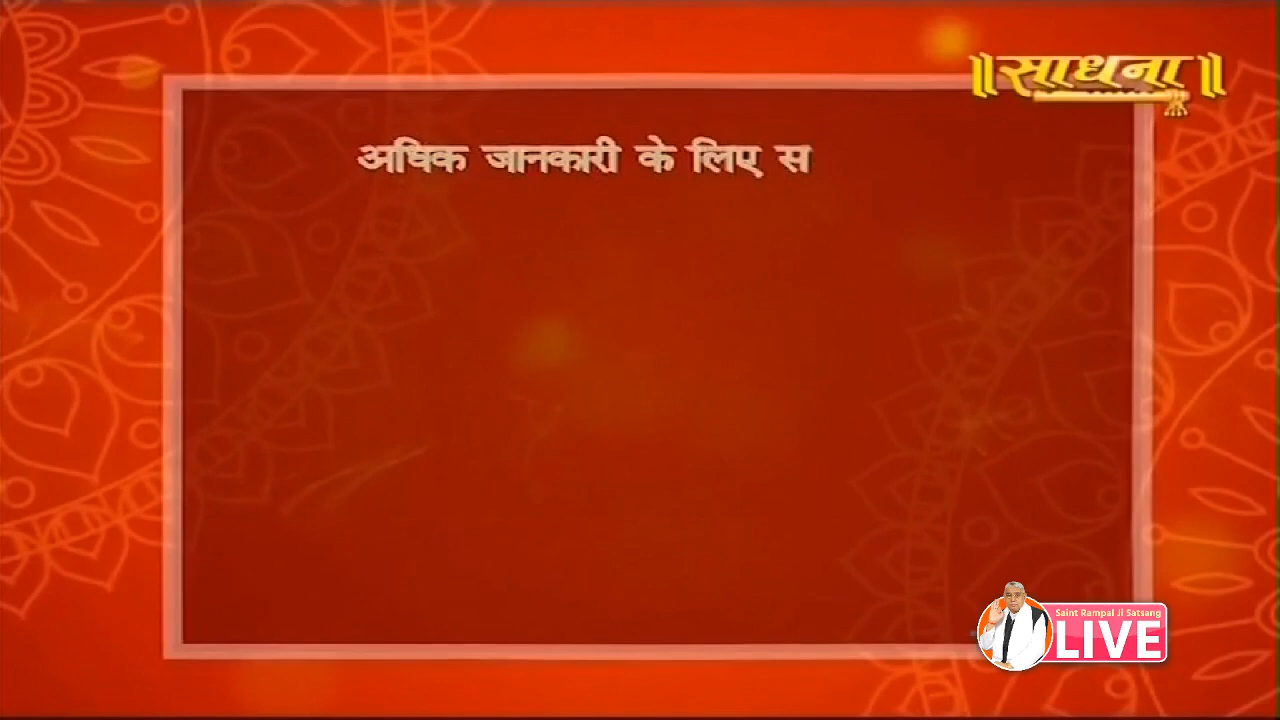 ॥साधना॥
अधिक जानकारी के लिए स
Saint Rampal Ji Satsang
LIVE